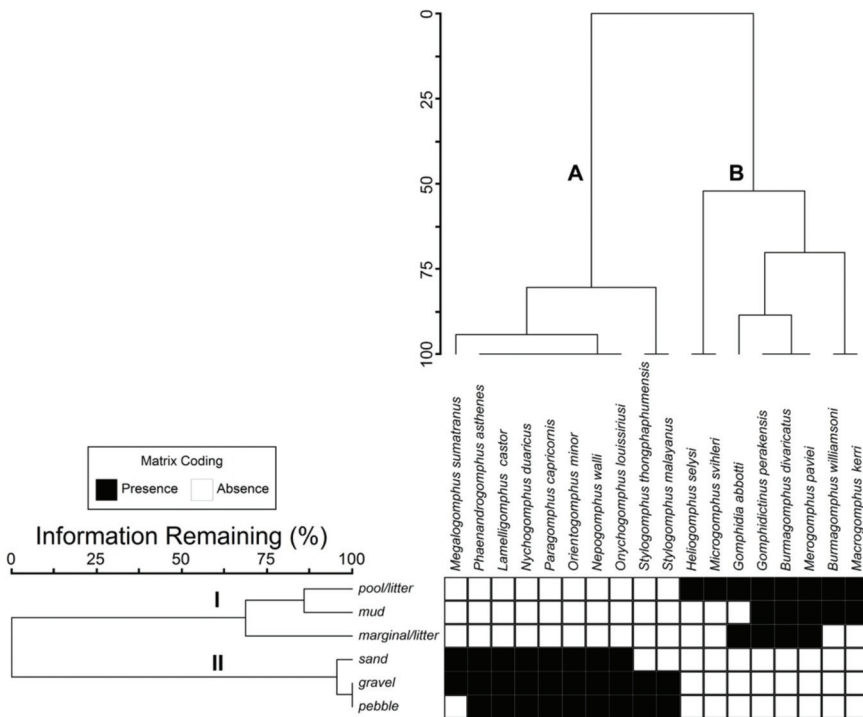 0
25
50
75
100
A
B
Megalogomphus sumatranus
Phaenandrogomphus asthenes
Lamelligomphus castor
Nychogomphus duaricus
Paragomphus capricornis
Orientogomphus minor
Nepogomphus walli
Onychogomphus louissiriusi
Stylogomphus thongphaphumensis
Stylogomphus malayanus
Heliogomphus selysi
Microgomphus svihleri
Gomphidia abbotti
Gomphidictinus perakensis
Burmagomphus divaricatus
Merogomphus paviei
Burmagomphus williamsoni
Macrogomphus kerri
Matrix Coding
Presence Absence
Information Remaining (%)
0 25 50 75 100
I
II
pool/litter
mud
marginal/litter
sand
gravel
pebble